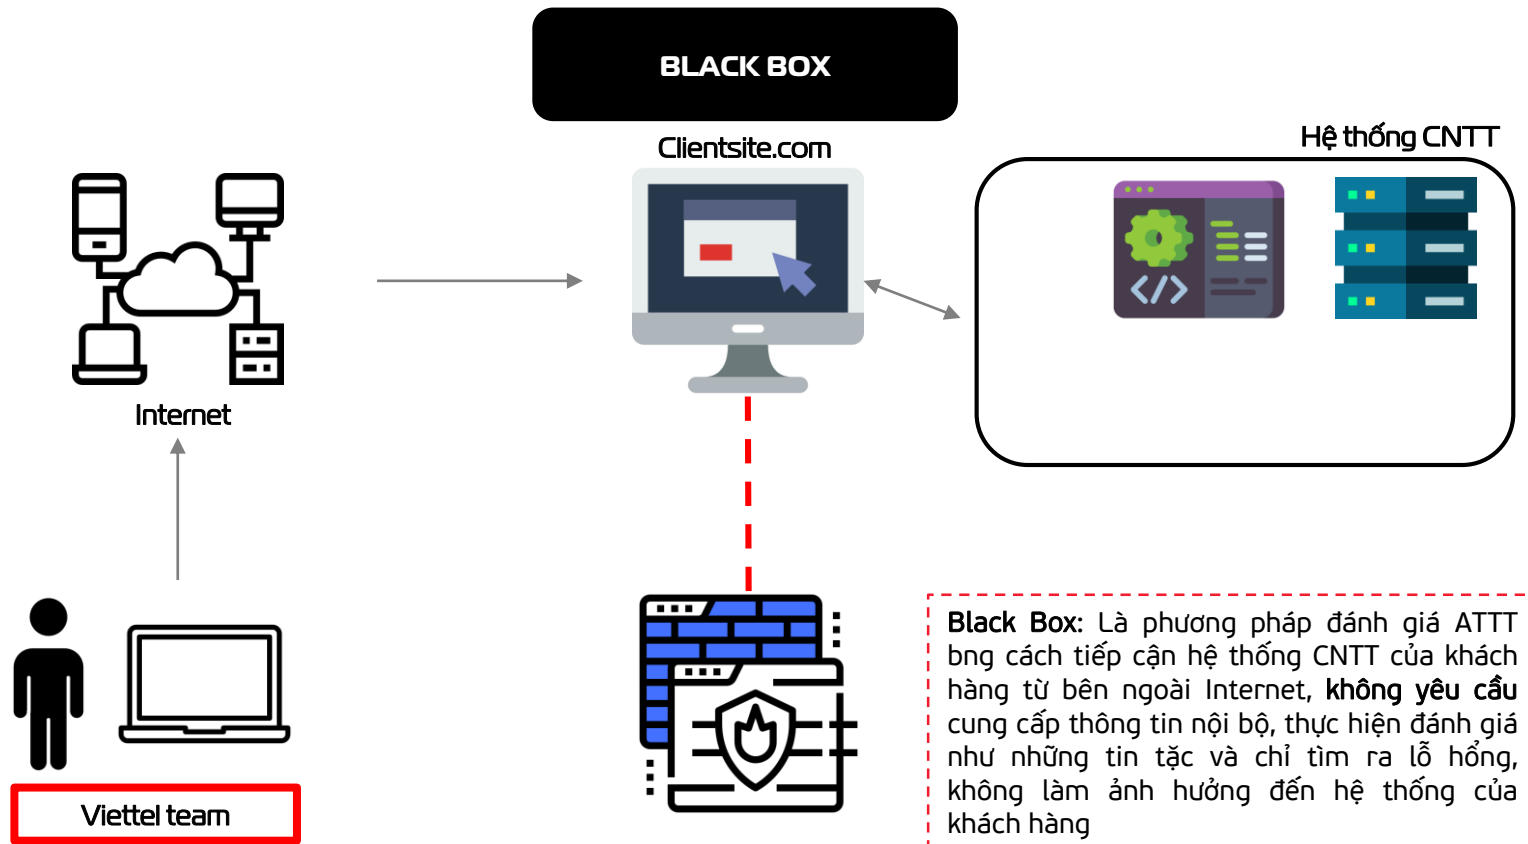 BLACK BOX
Clientsite.com
Hệ thống CNTT
Internet
Viettel team
Black Box: Là phương pháp đánh giá ATTT
bng cách tiếp cận hệ thống CNTT của khách
hàng từ bên ngoài Internet, không yêu cầu
cung cấp thông tin nội bộ, thực hiện đánh giá
như những tin tặc và chỉ tìm ra lỗ hổng,
không làm ảnh hưởng đến hệ thống của
khách hàng